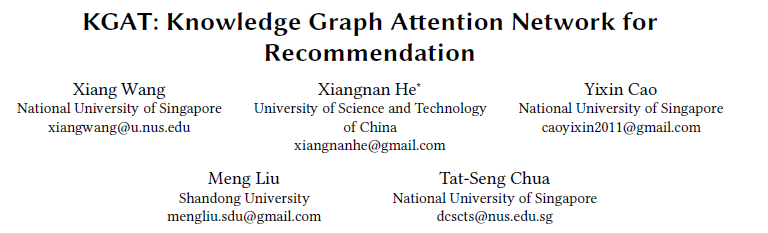 KGAT: Knowledge Graph Attention Network for
Recommendation
Xiang Wang
National University of Singapore
xiangwang@u.nus.edu
Xiangnan He*
University of Science and Technology
of China
xiangnanhe@gmail.com
Yixin Cao
National University of Singapore
caoyixin2011@gmail.com
Meng Liu
Shandong University
mengliu.sdu@gmail.com
Tat-Seng Chua
National University of Singapore
dcscts@nus.edu.sg